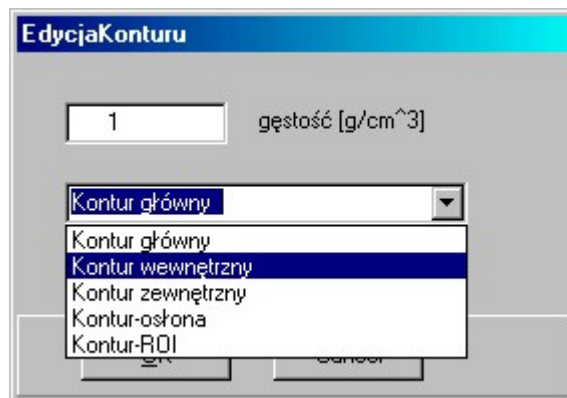 EdycjaKonturu
1 gęstość [g/cm^3]
Kontur główny
Kontur główny
Kontur wewnętrzny
Kontur zewnętrzny
Kontur-osłona
Kontur-ROI